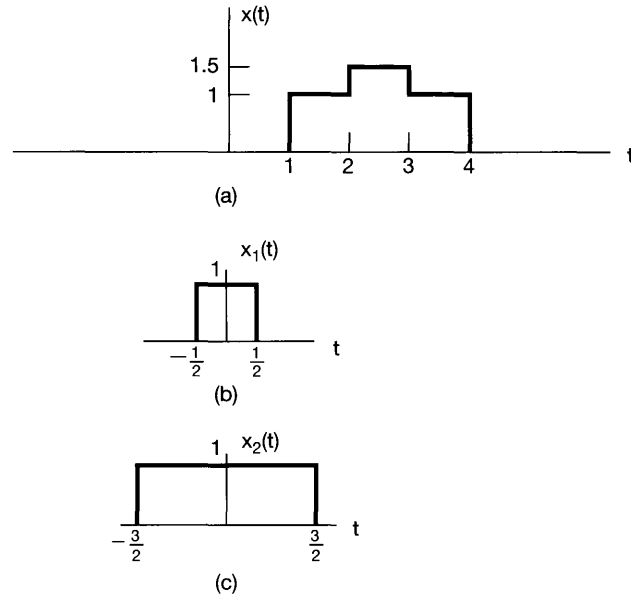 x(t)
1.5
1
1 2 3 4 t
(a)
x₁(t)
1
−1/2 1/2 t
(b)
x₂(t)
1
−3/2 3/2 t
(c)